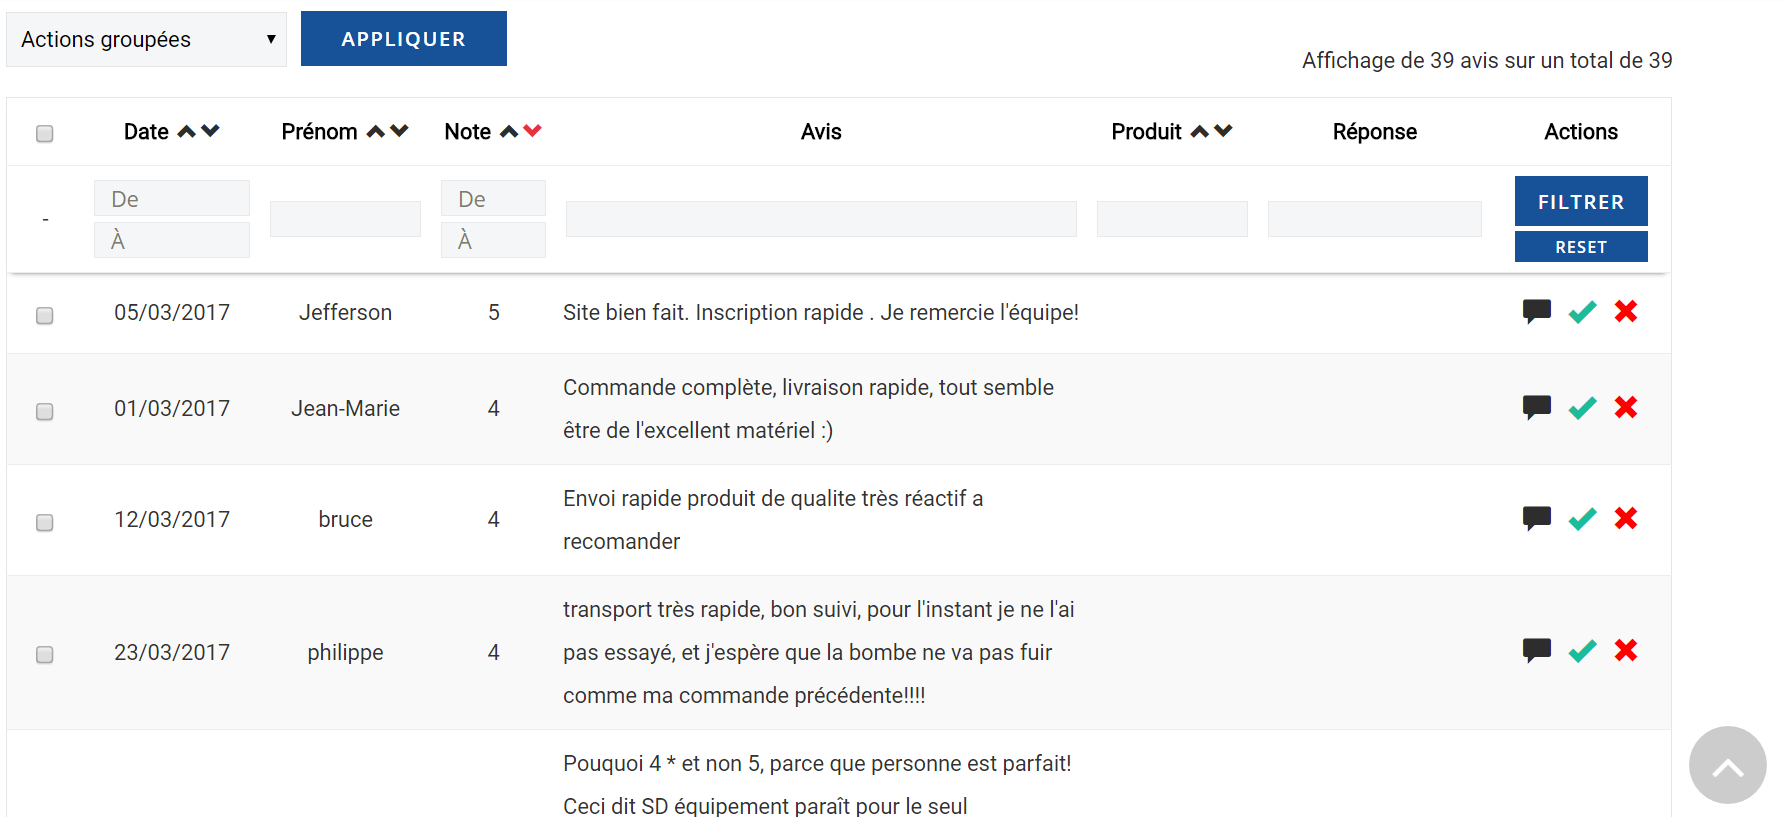 Actions groupées
APPLIQUER
Affichage de 39 avis sur un total de 39
Date Prénom Note Avis Produit Réponse Actions
De De FILTRER
-
À À RESET
05/03/2017 Jefferson 5 Site bien fait. Inscription rapide . Je remercie l'équipe!
01/03/2017 Jean-Marie 4 Commande complète, livraison rapide, tout semble
être de l'excellent matériel :)
12/03/2017 bruce 4 Envoi rapide produit de qualite très réactif a
recomander
23/03/2017 philippe 4 transport très rapide, bon suivi, pour l'instant je ne l'ai
pas essayé, et j'espère que la bombe ne va pas fuir
comme ma commande précédente!!!!
Pouquoi 4 * et non 5, parce que personne est parfait!
Ceci dit SD équipement paraît pour le seul